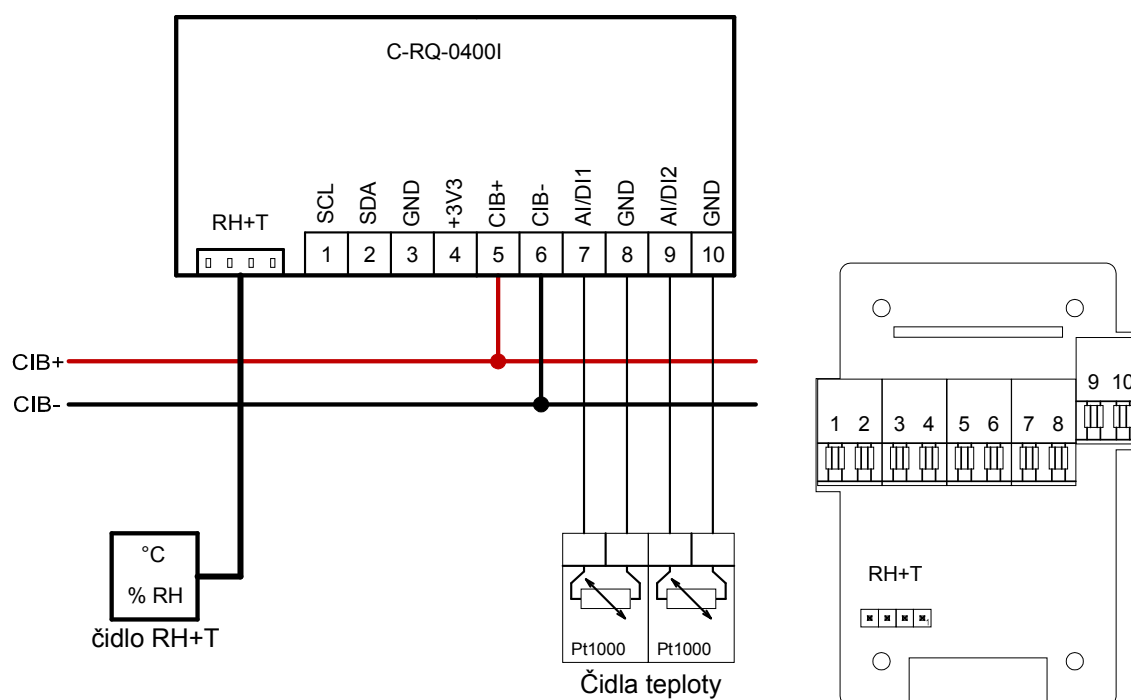 C-RQ-0400I
RH+T
SCL
SDA
GND
+3V3
CIB+
CIB-
AI/DI1
GND
AI/DI2
GND
1 2 3 4 5 6 7 8 9 10
CIB+
CIB-
°C
% RH
čidlo RH+T
Pt1000 Pt1000
Čidla teploty
9 10
1 2 3 4 5 6 7 8
RH+T
1